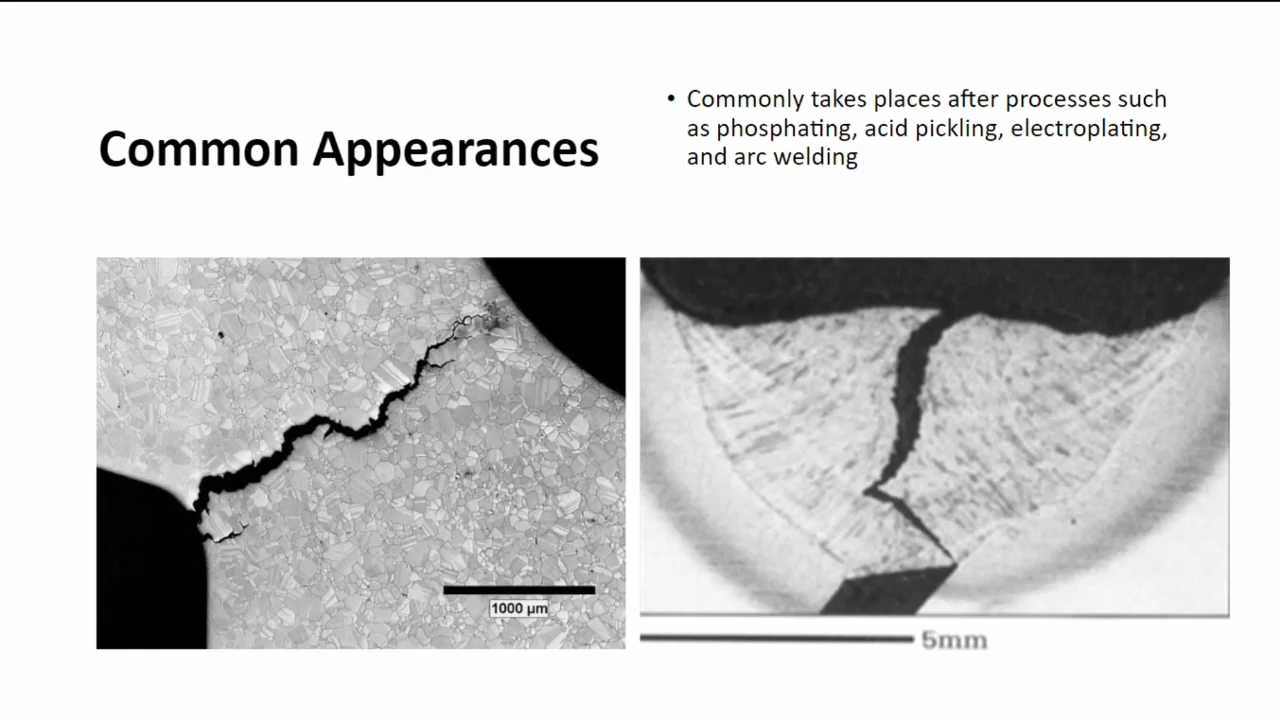 Common Appearances
• Commonly takes places after processes such
as phosphating, acid pickling, electroplating,
and arc welding
1000 µm
5mm